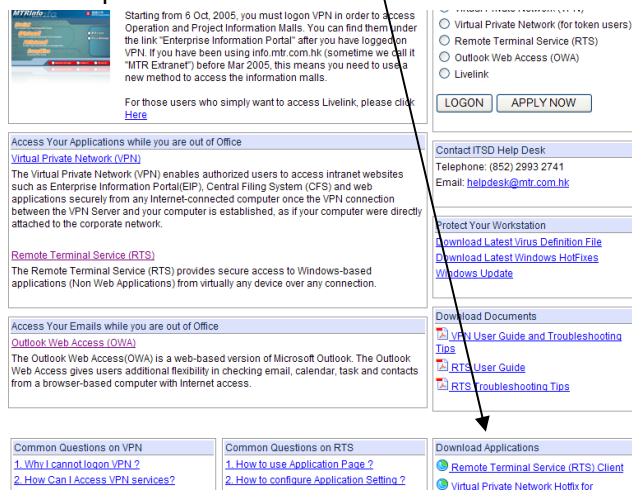 MTRInfo
Starting from 6 Oct, 2005, you must logon VPN in order to access
Operation and Project Information Malls. You can find them under
the link "Enterprise Information Portal" after you have logged on
VPN. If you have been using info.mtr.com.hk (sometime we call it
"MTR Extranet") before Mar 2005, this means you need to use a
new method to access the information malls.
For those users who simply want to access Livelink, please click
Here
Virtual Private Network (for token users)
Remote Terminal Service (RTS)
Outlook Web Access (OWA)
Livelink
LOGON APPLY NOW
Access Your Applications while you are out of Office
Virtual Private Network (VPN)
The Virtual Private Network (VPN) enables authorized users to access intranet websites
such as Enterprise Information Portal(EIP), Central Filing System (CFS) and web
applications securely from any Internet-connected computer once the VPN connection
between the VPN Server and your computer is established, as if your computer were directly
attached to the corporate network.
Remote Terminal Service (RTS)
The Remote Terminal Service (RTS) provides secure access to Windows-based
applications (Non Web Applications) from virtually any device over any connection.
Contact ITSD Help Desk
Telephone: (852) 2993 2741
Email: helpdesk@mtr.com.hk
Protect Your Workstation
Download Latest Virus Definition File
Download Latest Windows HotFixes
Windows Update
Access Your Emails while you are out of Office
Outlook Web Access (OWA)
The Outlook Web Access(OWA) is a web-based version of Microsoft Outlook. The Outlook
Web Access gives users additional flexibility in checking email, calendar, task and contacts
from a browser-based computer with Internet access.
Download Documents
VPN User Guide and Troubleshooting
Tips
RTS User Guide
RTS Troubleshooting Tips
Common Questions on VPN
1. Why I cannot logon VPN ?
2. How Can I Access VPN services?
Common Questions on RTS
1. How to use Application Page ?
2. How to configure Application Setting ?
Download Applications
Remote Terminal Service (RTS) Client
Virtual Private Network Hotfix for